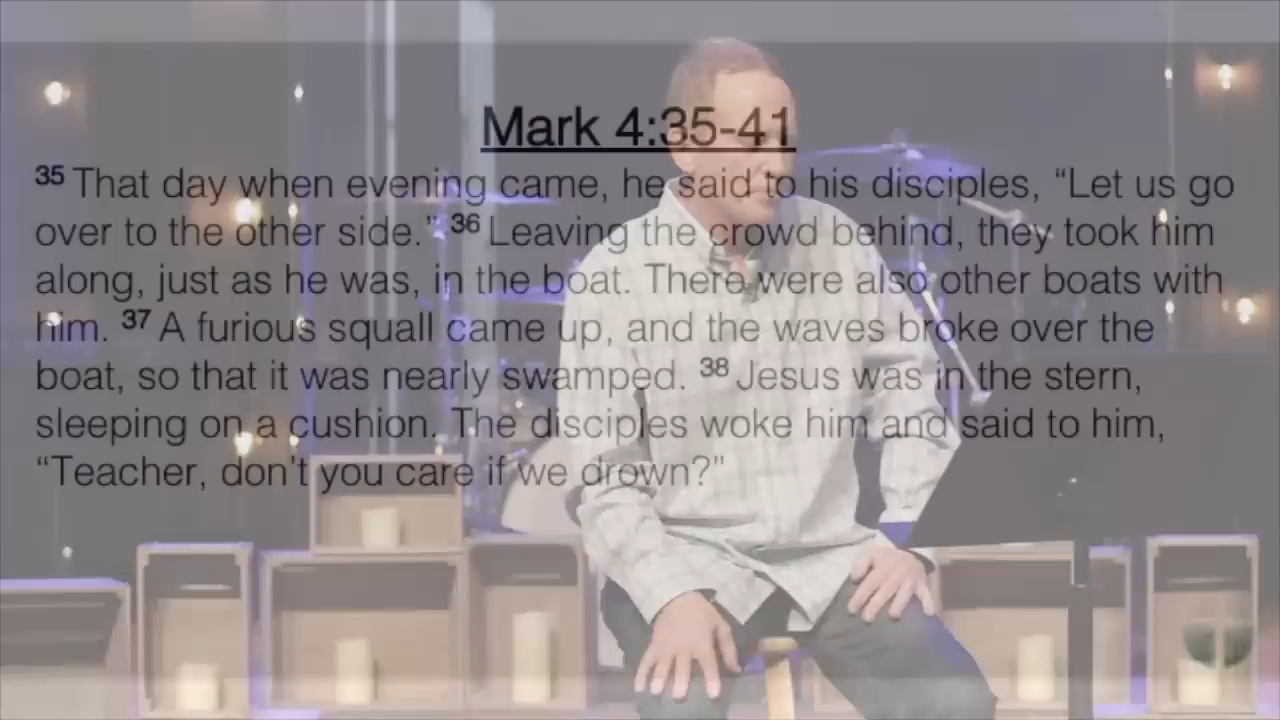 Mark 4:35-41
35 That day when evening came, he said to his disciples, “Let us go
over to the other side.” 36 Leaving the crowd behind, they took him
along, just as he was, in the boat. There were also other boats with
him. 37 A furious squall came up, and the waves broke over the
boat, so that it was nearly swamped. 38 Jesus was in the stern,
sleeping on a cushion. The disciples woke him and said to him,
“Teacher, don’t you care if we drown?”